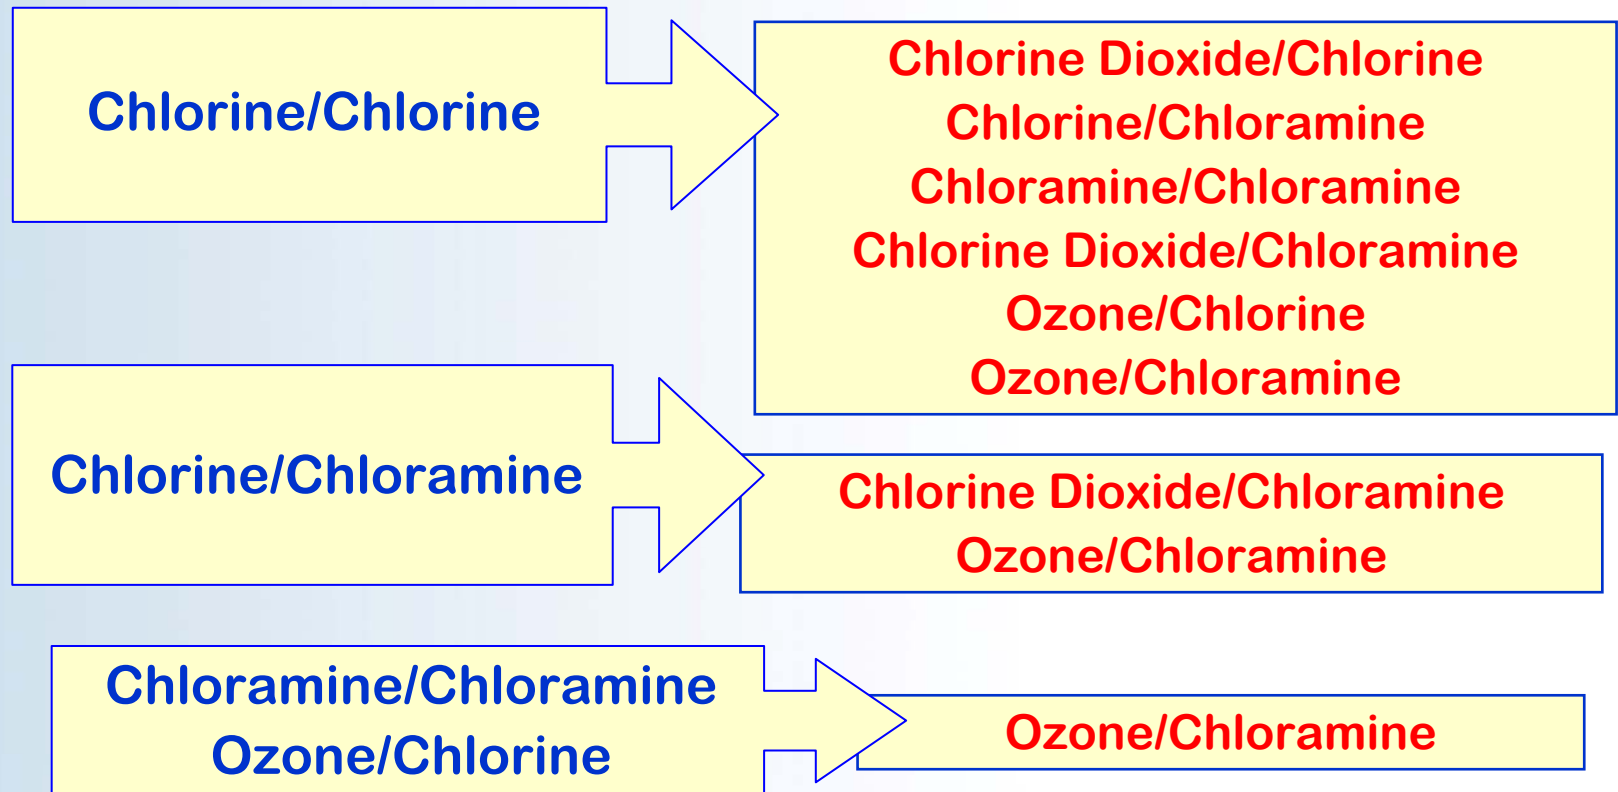 Chlorine/Chlorine
Chlorine Dioxide/Chlorine
Chlorine/Chloramine
Chloramine/Chloramine
Chlorine Dioxide/Chloramine
Ozone/Chlorine
Ozone/Chloramine
Chlorine/Chloramine
Chlorine Dioxide/Chloramine
Ozone/Chloramine
Chloramine/Chloramine
Ozone/Chlorine
Ozone/Chloramine